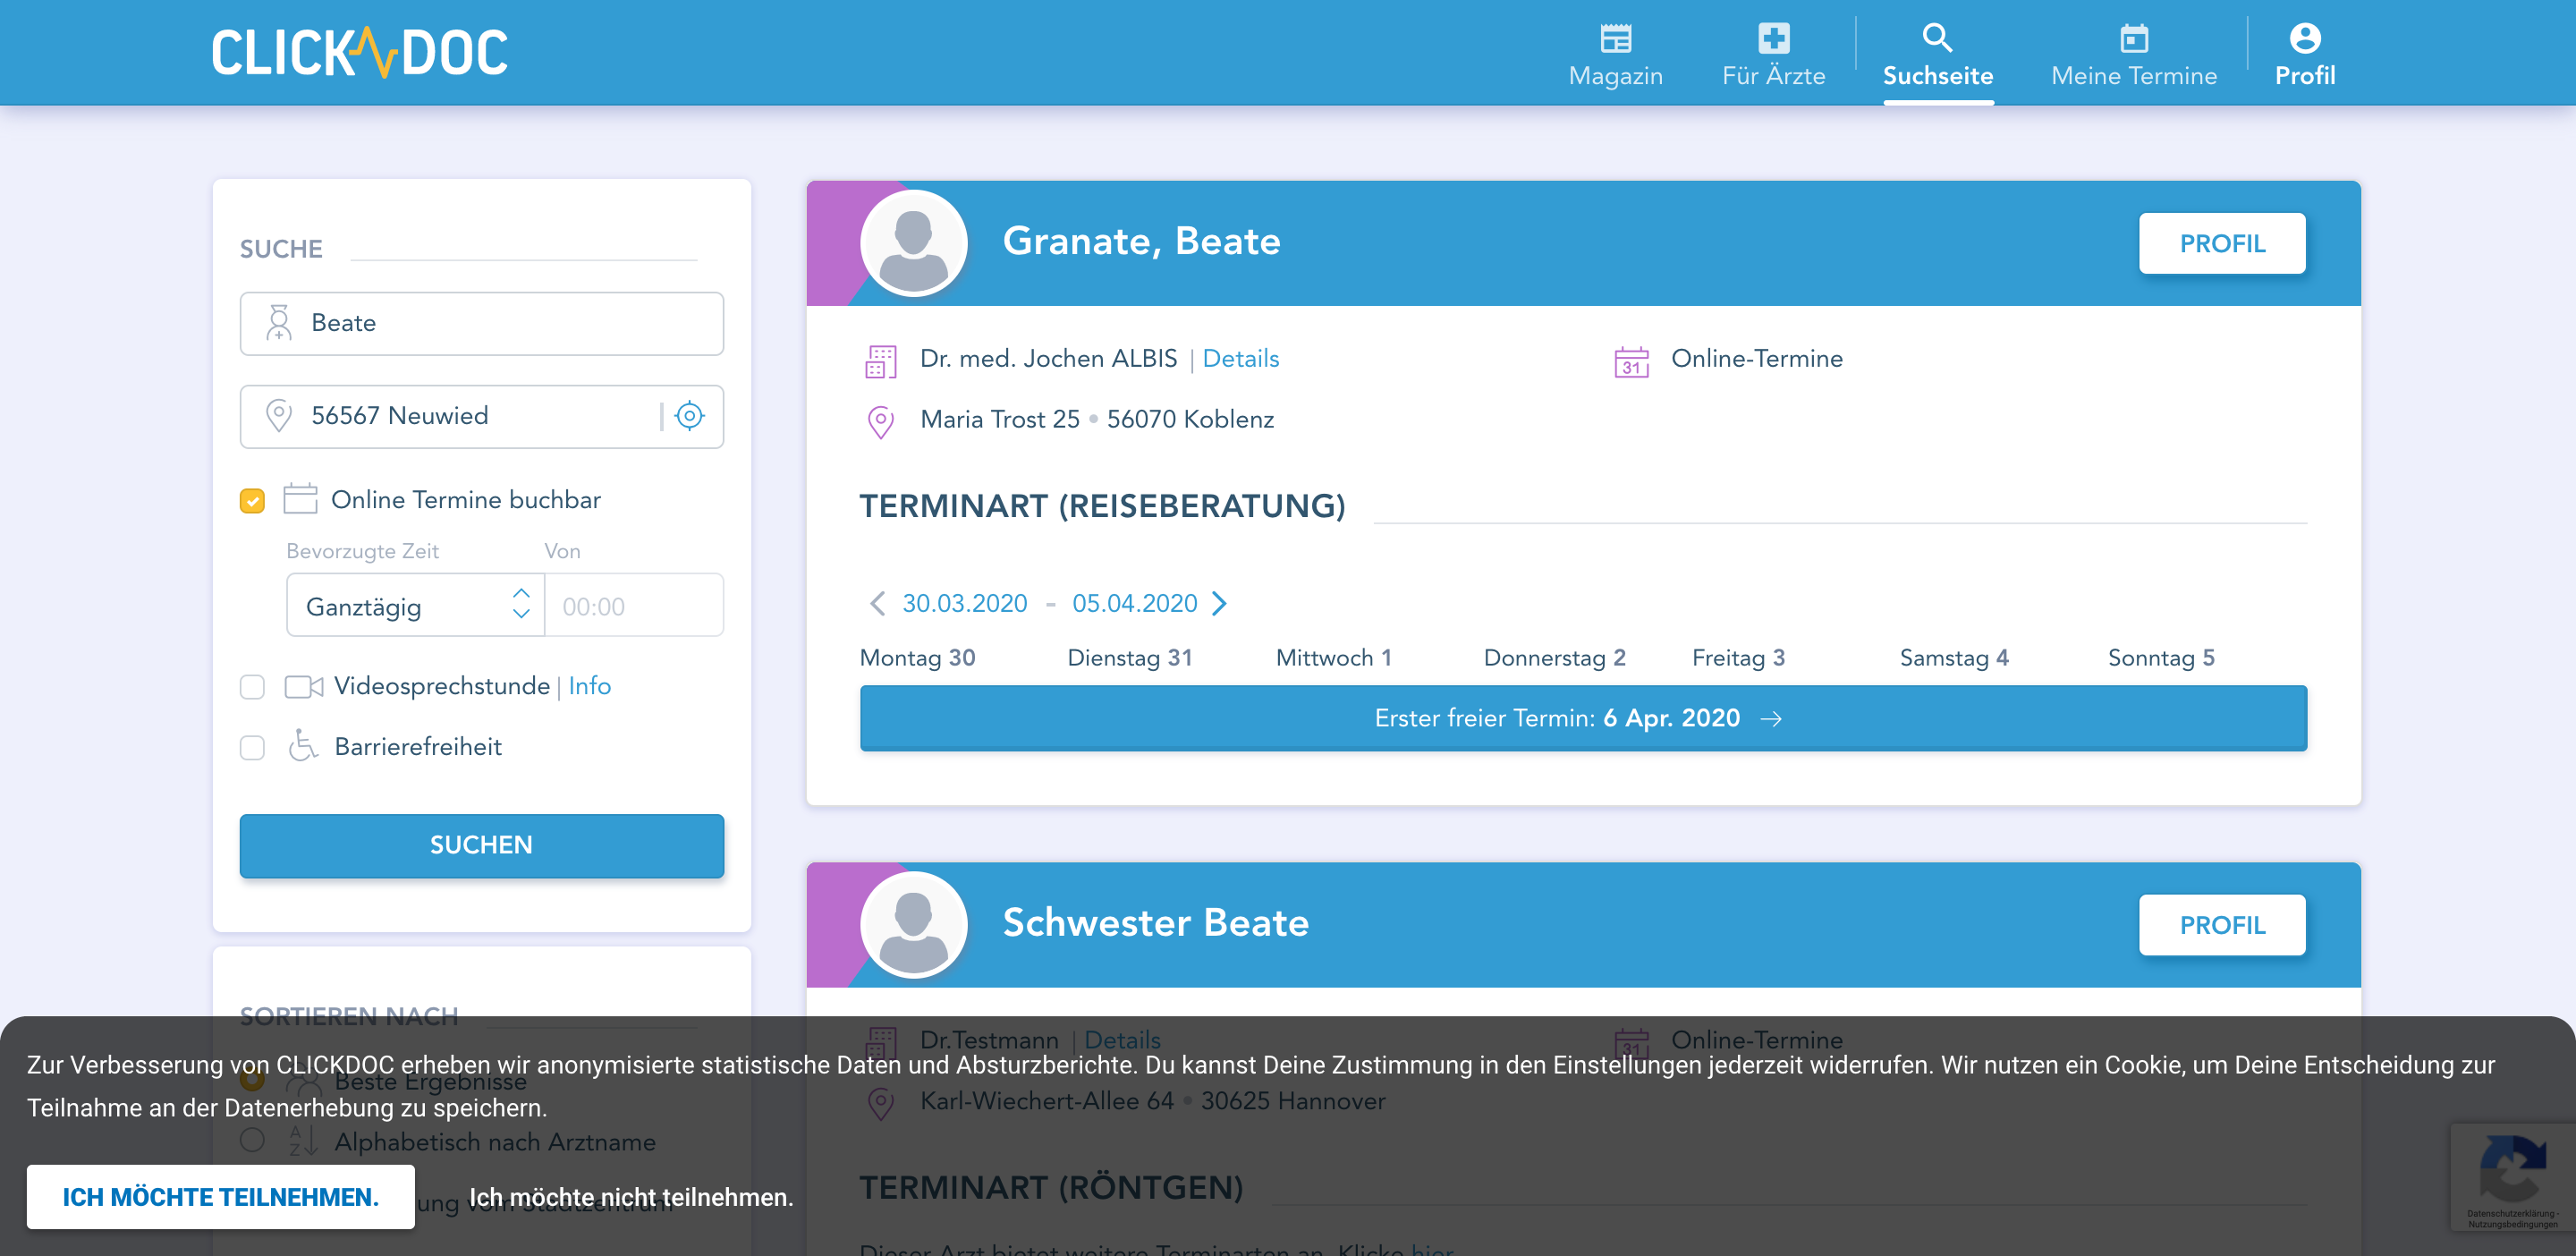 CLICKDOC
Magazin
Für Ärzte
Suchseite
Meine Termine
Profil
SUCHE
Beate
56567 Neuwied
Online Termine buchbar
Bevorzugte Zeit Von
Ganztägig 00:00
Videosprechstunde | Info
Barrierefreiheit
SUCHEN
SORTIEREN NACH
Beste Ergebnisse
Alphabetisch nach Arztname
ung vom Stadtzentrum
Granate, Beate
PROFIL
Dr. med. Jochen ALBIS | Details
31 Online-Termine
Maria Trost 25 • 56070 Koblenz
TERMINART (REISEBERATUNG)
30.03.2020 - 05.04.2020
Montag 30 Dienstag 31 Mittwoch 1 Donnerstag 2 Freitag 3 Samstag 4 Sonntag 5
Erster freier Termin: 6 Apr. 2020 →
Schwester Beate
PROFIL
Dr.Testmann | Details
31 Online-Termine
Karl-Wiechert-Allee 64 • 30625 Hannover
TERMINART (RÖNTGEN)
Dieser Arzt bietet weitere Terminarten an. Klicke hier
Zur Verbesserung von CLICKDOC erheben wir anonymisierte statistische Daten und Absturzberichte. Du kannst Deine Zustimmung in den Einstellungen jederzeit widerrufen. Wir nutzen ein Cookie, um Deine Entscheidung zur
Teilnahme an der Datenerhebung zu speichern.
ICH MÖCHTE TEILNEHMEN.
Ich möchte nicht teilnehmen.
Datenschutzerklärung -
Nutzungsbedingungen